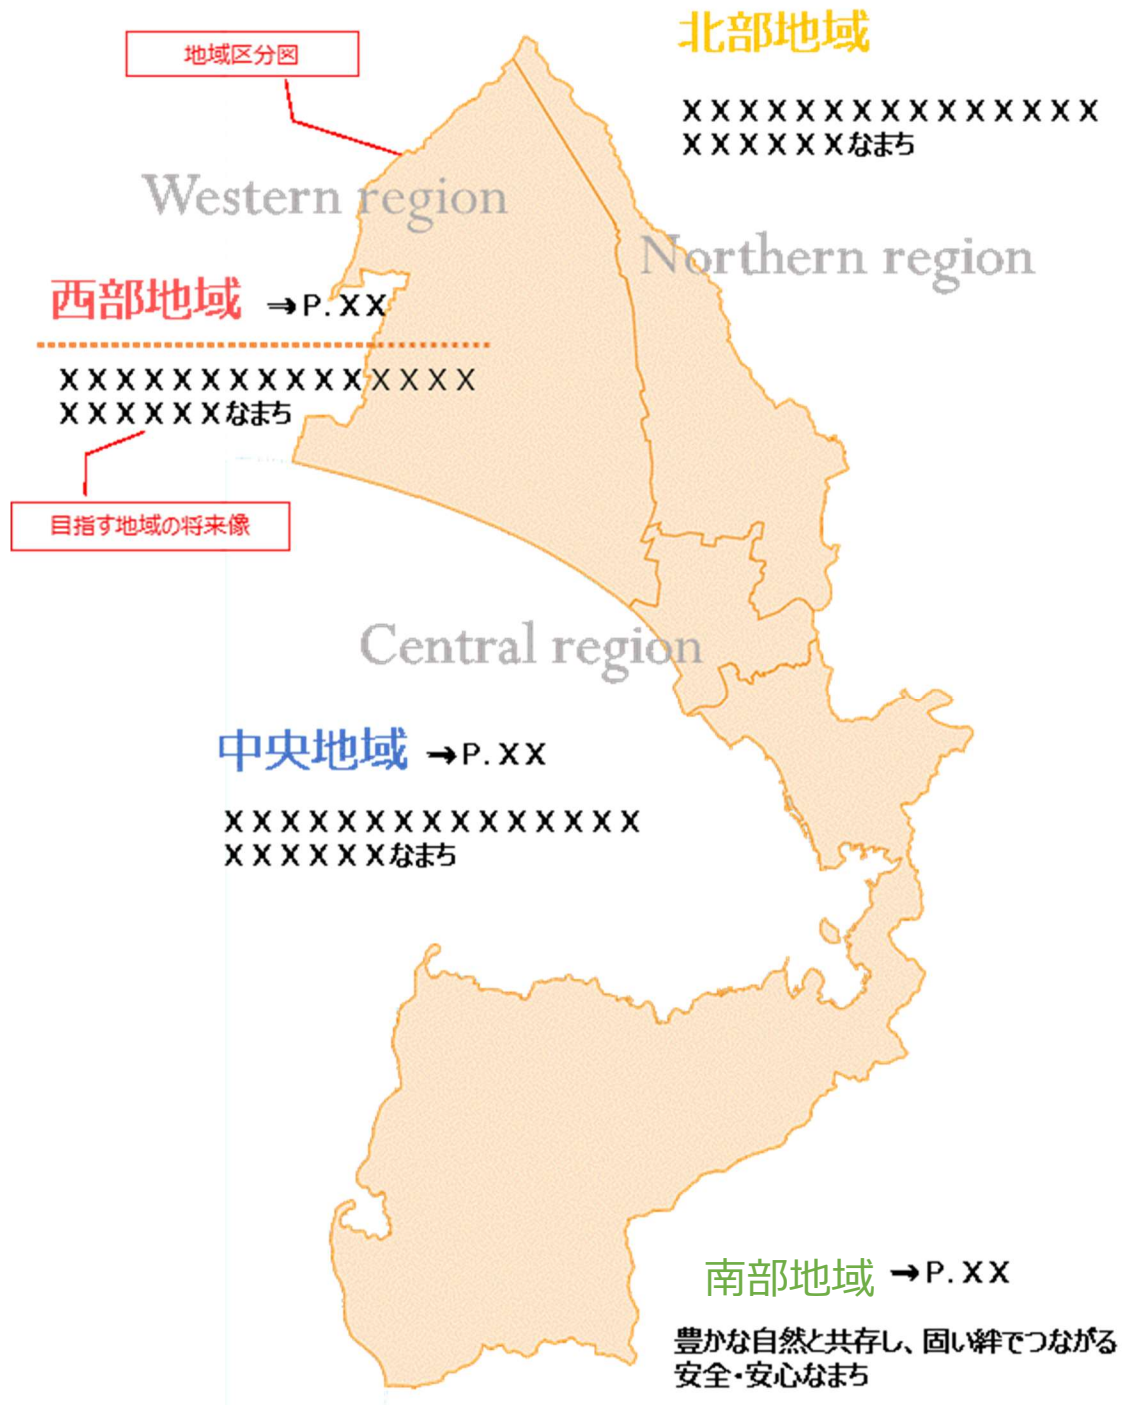 北部地域
ＸＸＸＸＸＸＸＸＸＸＸＸＸＸＸ
ＸＸＸＸＸＸなまち
地域区分図
Western region
Northern region
西部地域 →Ｐ.ＸＸ
ＸＸＸＸＸＸＸＸＸＸＸＸＸＸＸ
ＸＸＸＸＸＸなまち
目指す地域の将来像
Central region
中央地域 →Ｐ.ＸＸ
ＸＸＸＸＸＸＸＸＸＸＸＸＸＸＸ
ＸＸＸＸＸＸなまち
南部地域 →Ｐ.ＸＸ
豊かな自然と共存し、固い絆でつながる
安全・安心なまち